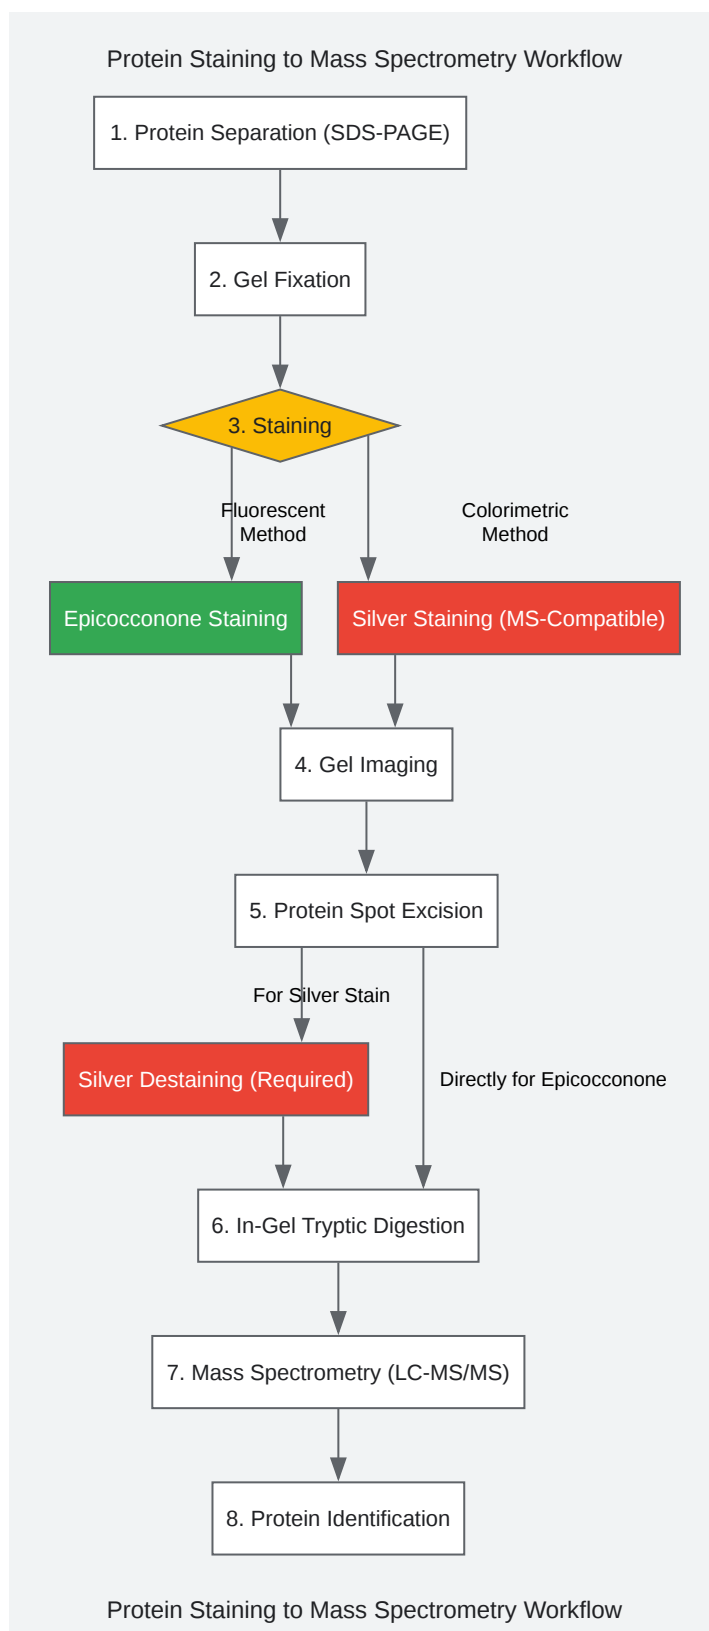 Protein Staining to Mass Spectrometry Workflow
1. Protein Separation (SDS-PAGE)
2. Gel Fixation
3. Staining
Fluorescent
Method
Colorimetric
Method
Epicocconone Staining
Silver Staining (MS-Compatible)
4. Gel Imaging
5. Protein Spot Excision
For Silver Stain
Silver Destaining (Required)
Directly for Epicocconone
6. In-Gel Tryptic Digestion
7. Mass Spectrometry (LC-MS/MS)
8. Protein Identification
Protein Staining to Mass Spectrometry Workflow